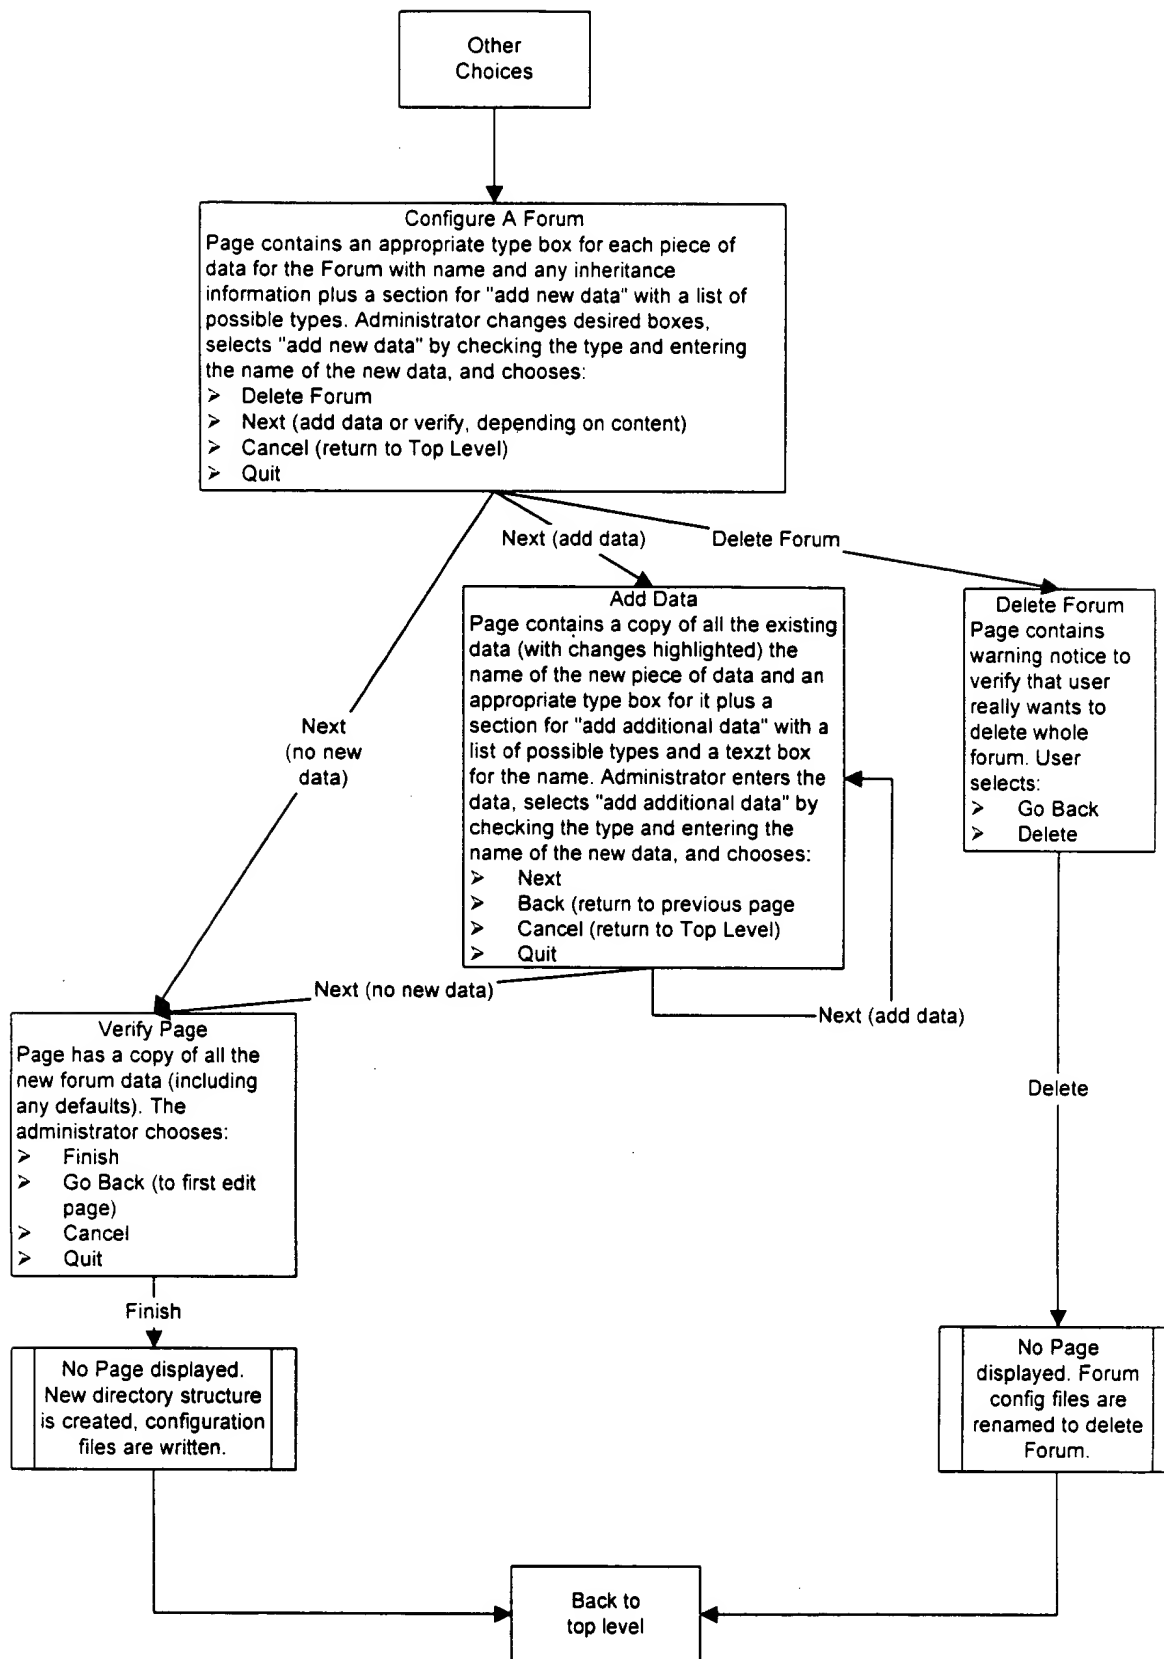 Other
Choices
Configure A Forum
Page contains an appropriate type box for each piece of
data for the Forum with name and any inheritance
information plus a section for "add new data" with a list of
possible types. Administrator changes desired boxes,
selects "add new data" by checking the type and entering
the name of the new data, and chooses:
➢ Delete Forum
➢ Next (add data or verify, depending on content)
➢ Cancel (return to Top Level)
➢ Quit
Next (add data)
Delete Forum
Next
(no new
data)
Add Data
Page contains a copy of all the existing
data (with changes highlighted) the
name of the new piece of data and an
appropriate type box for it plus a
section for "add additional data" with a
list of possible types and a texzt box
for the name. Administrator enters the
data, selects "add additional data" by
checking the type and entering the
name of the new data, and chooses:
➢ Next
➢ Back (return to previous page
➢ Cancel (return to Top Level)
➢ Quit
Delete Forum
Page contains
warning notice to
verify that user
really wants to
delete whole
forum. User
selects:
➢ Go Back
➢ Delete
Next (no new data)
Next (add data)
Verify Page
Page has a copy of all the
new forum data (including
any defaults). The
administrator chooses:
➢ Finish
➢ Go Back (to first edit
page)
➢ Cancel
➢ Quit
Delete
Finish
No Page displayed.
New directory structure
is created, configuration
files are written.
No Page
displayed. Forum
config files are
renamed to delete
Forum.
Back to
top level